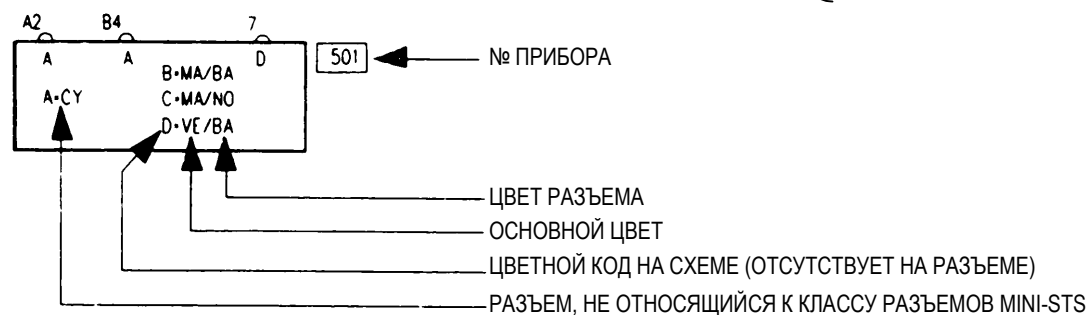 A2 B4 7
A A D 501 № ПРИБОРА
B=MA/BA
A=CY C=MA/NO
D=VE/BA
ЦВЕТ РАЗЪЕМА
ОСНОВНОЙ ЦВЕТ
ЦВЕТНОЙ КОД НА СХЕМЕ (ОТСУТСТВУЕТ НА РАЗЪЕМЕ)
РАЗЪЕМ, НЕ ОТНОСЯЩИЙСЯ К КЛАССУ РАЗЪЕМОВ MINI-STS